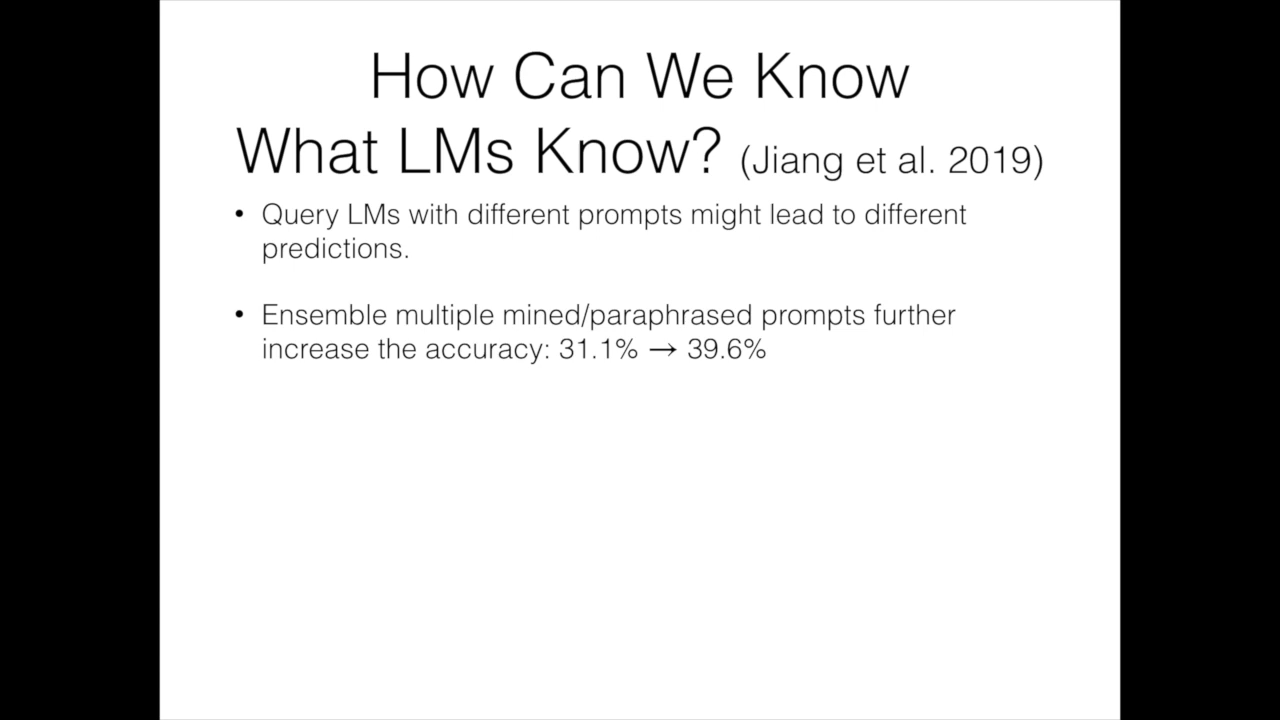 How Can We Know
What LMs Know? (Jiang et al. 2019)
• Query LMs with different prompts might lead to different
predictions.
• Ensemble multiple mined/paraphrased prompts further
increase the accuracy: 31.1% → 39.6%